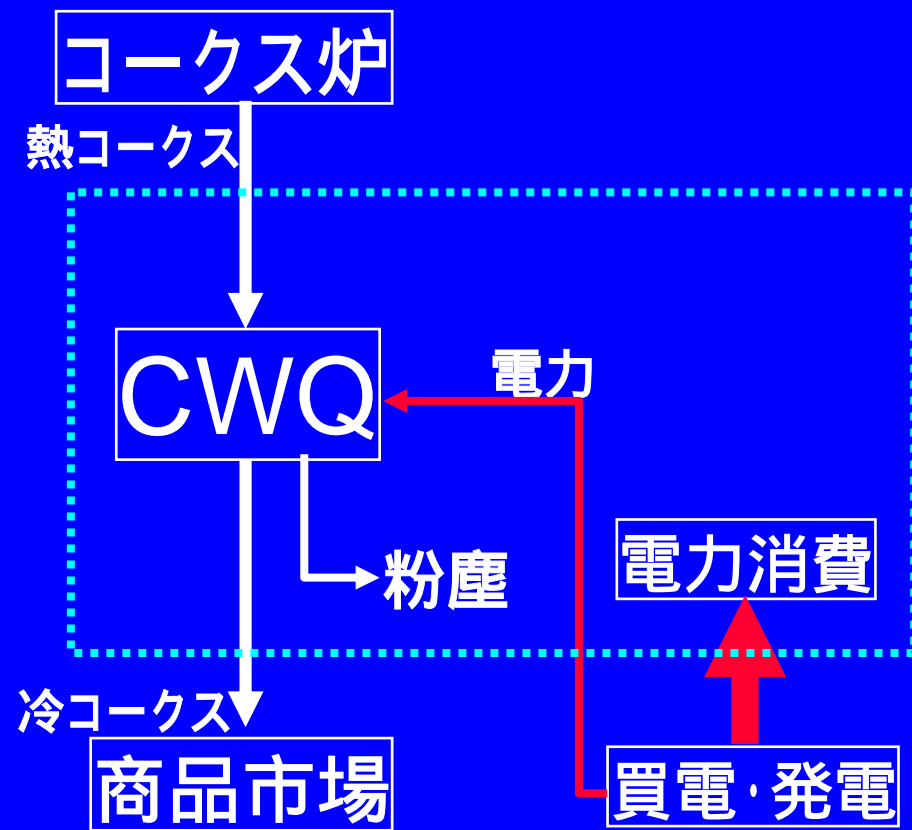 コークス炉
熱コークス
CWQ
電力
粉塵
電力消費
冷コークス
商品市場
買電・発電